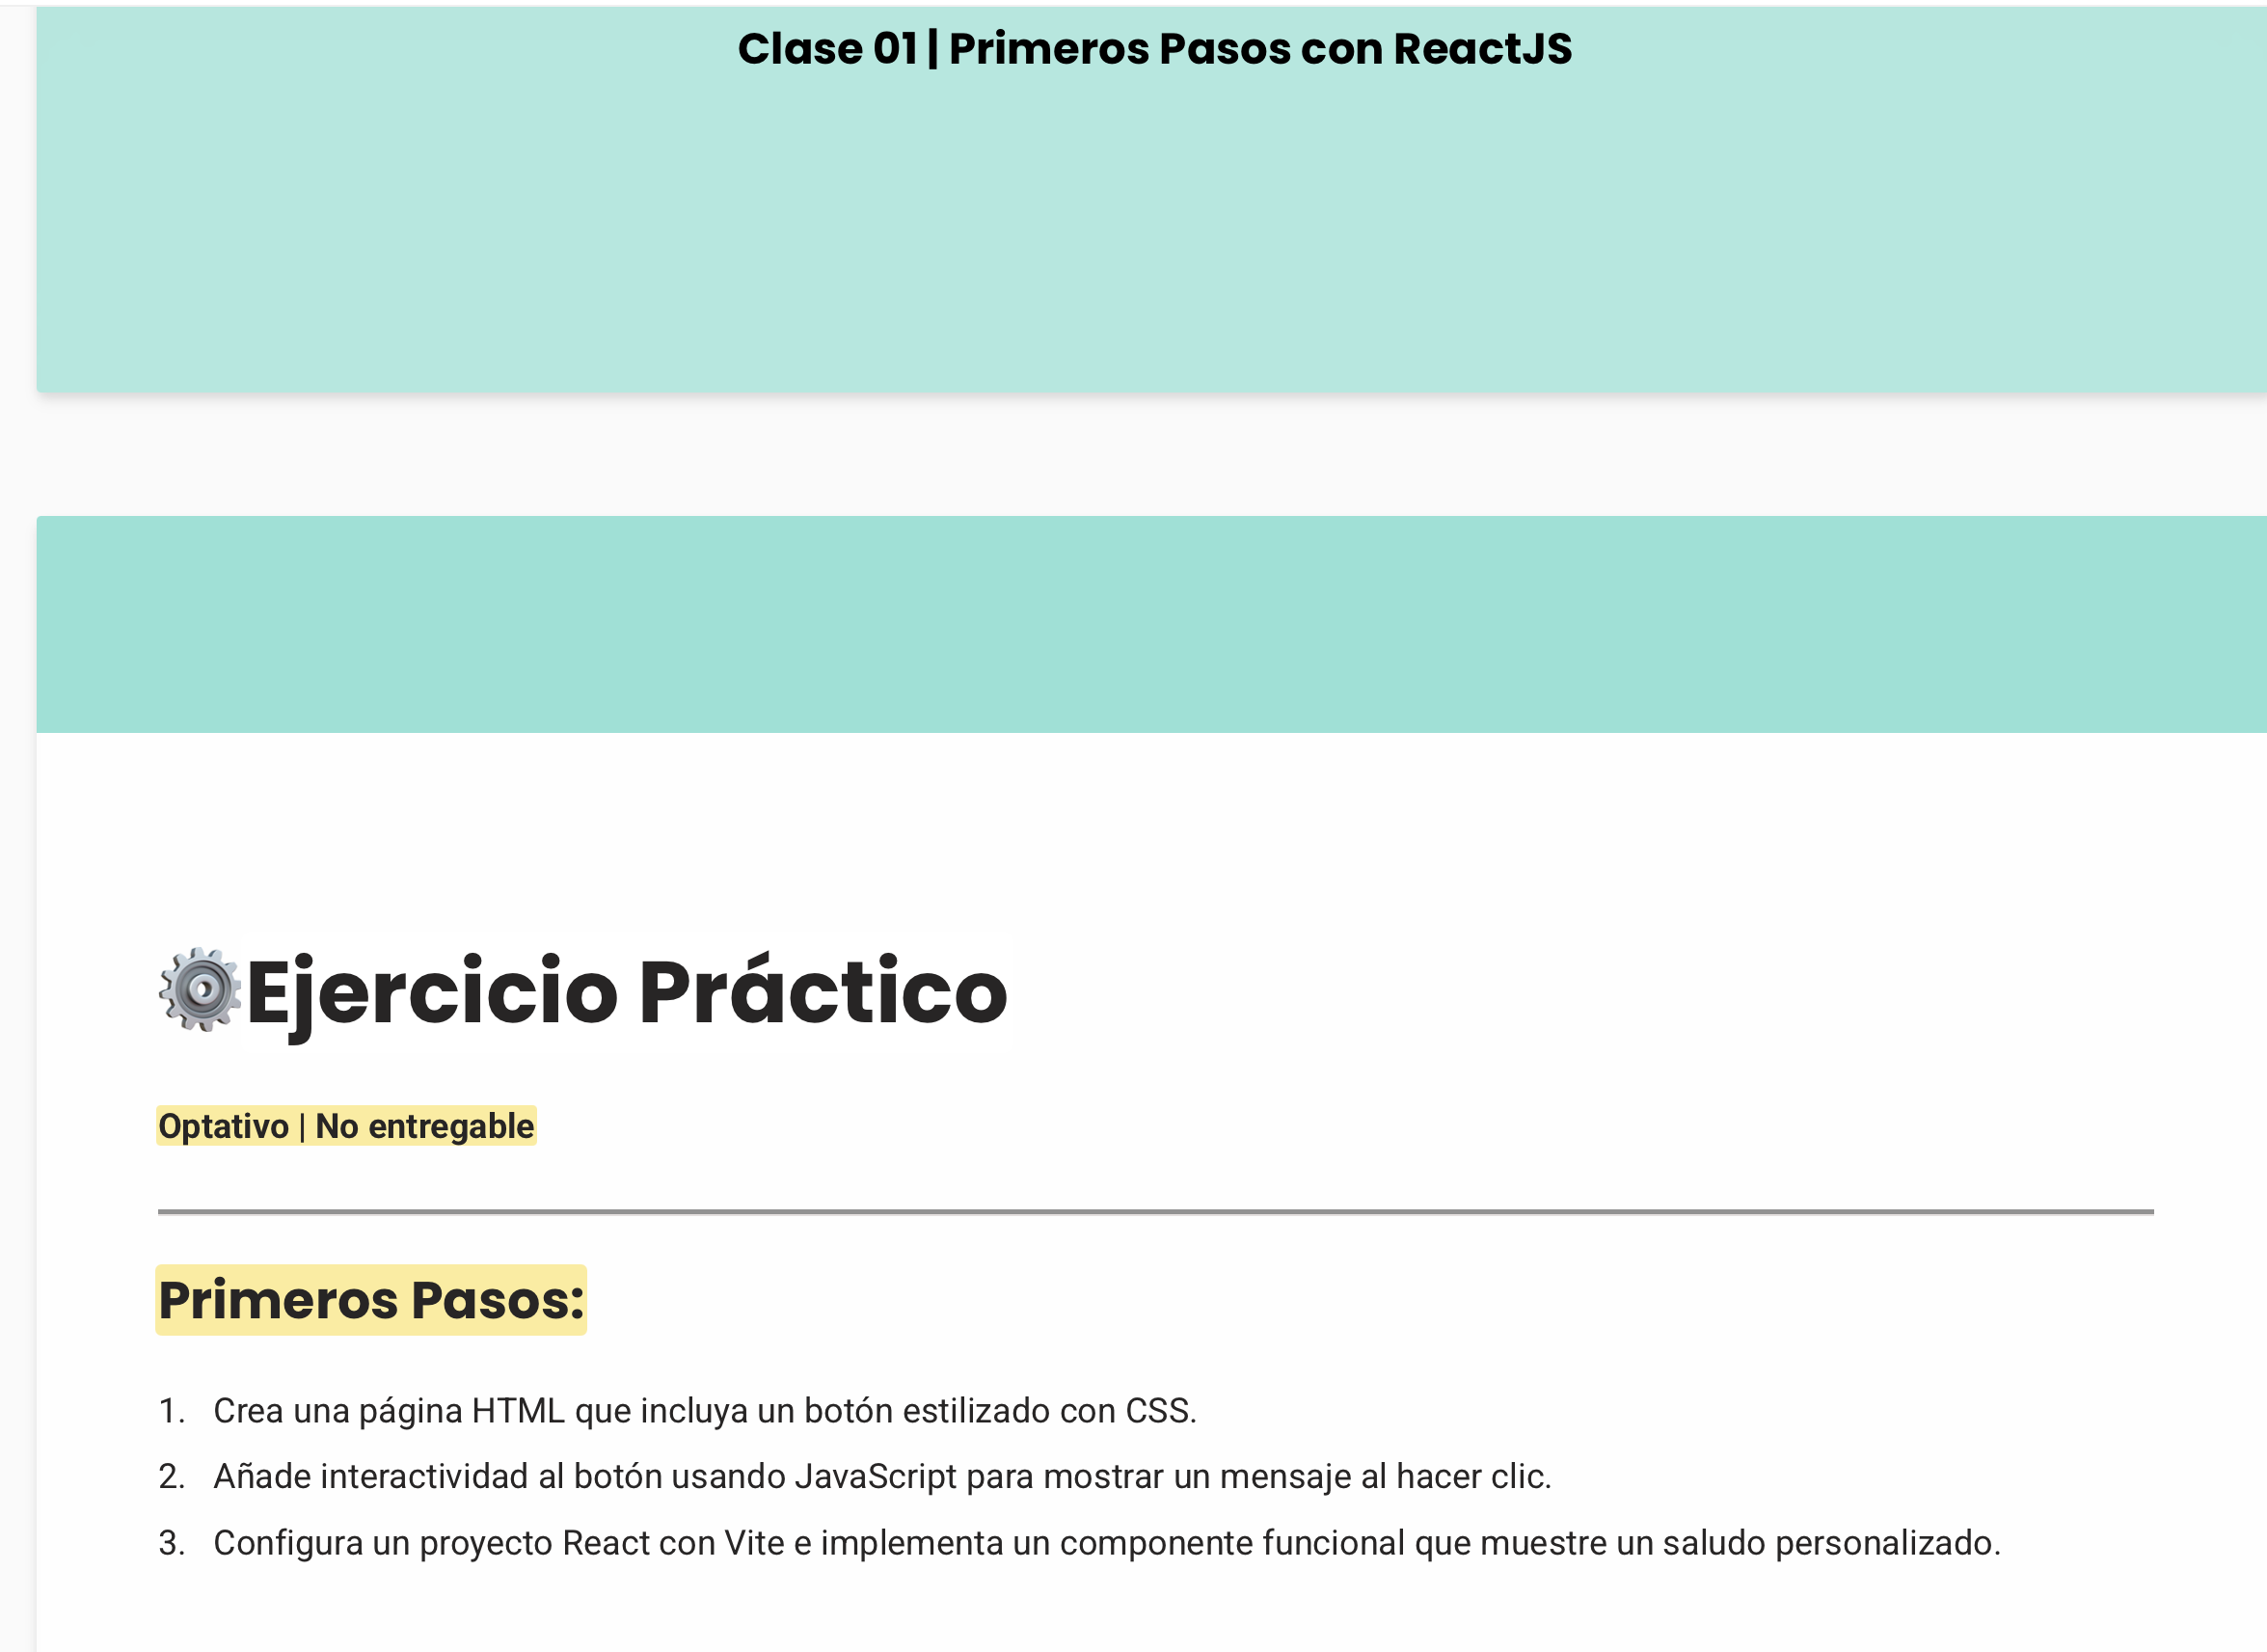 Clase 01 | Primeros Pasos con ReactJS
Ejercicio Práctico
Optativo | No entregable
Primeros Pasos:
1. Crea una página HTML que incluya un botón estilizado con CSS.
2. Añade interactividad al botón usando JavaScript para mostrar un mensaje al hacer clic.
3. Configura un proyecto React con Vite e implementa un componente funcional que muestre un saludo personalizado.